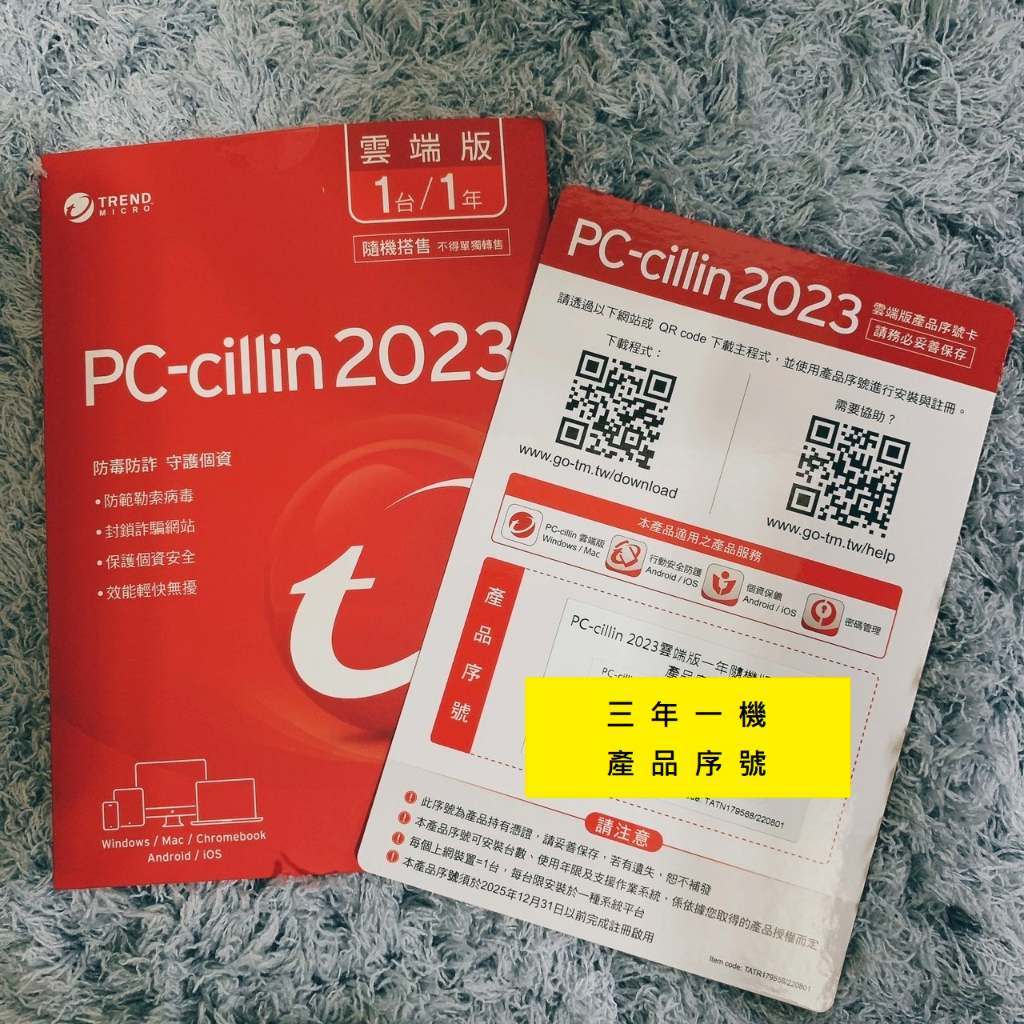 TREND
MICRO
雲端版
1台/1年
隨機搭售 不得單獨轉售
PC-cillin 2023
防毒防詐 守護個資
•防範勒索病毒
•封鎖詐騙網站
•保護個資安全
•效能輕快無擾
Windows / Mac / Chromebook
Android / iOS
PC-cillin 2023
雲端版產品序號卡
請務必妥善保存
請透過以下網站或 QR code 下載主程式,並使用產品序號進行安裝與註冊。
下載程式:
www.go-tm.tw/download
需要協助?
www.go-tm.tw/help
本產品適用之產品服務
PC-cillin 雲端版
Windows / Mac
行動安全防護
Android / iOS
個資保鑣
Android / iOS
密碼管理
產品序號
PC-cillin 2023雲端版一年隨機
三年一機
產品序號
TATN179588/220801
請注意
! 此序號為產品持有憑證,請妥善保存,若有遺失,恕不補發
! 本產品序號可安裝台數、使用年限及支援作業系統,係依據您取得的產品授權而定
! 每個上網裝置=1台,每台限安裝於一種系統平台
! 本產品序號須於2025年12月31日以前完成註冊啟用
Item code: TATR179588/220801